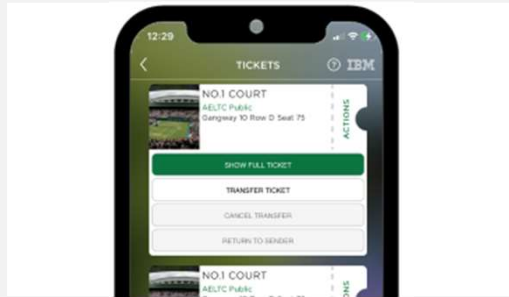 12:29
TICKETS
? IBM
NO.1 COURT
AELTC Public
Gangway 10 Row D Seat 75
ACTIONS
SHOW FULL TICKET
TRANSFER TICKET
CANCEL TRANSFER
RETURN TO SENDER
NO.1 COURT
AELTC Public